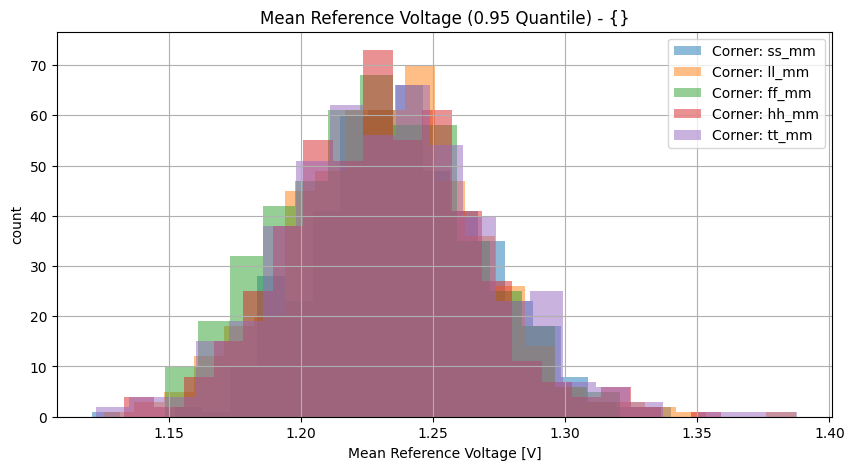 Mean Reference Voltage (0.95 Quantile) - {}
Corner: ss_mm
Corner: ll_mm
Corner: ff_mm
Corner: hh_mm
Corner: tt_mm
70
60
50
40
30
20
10
0
count
1.15
1.20
1.25
1.30
1.35
1.40
Mean Reference Voltage [V]